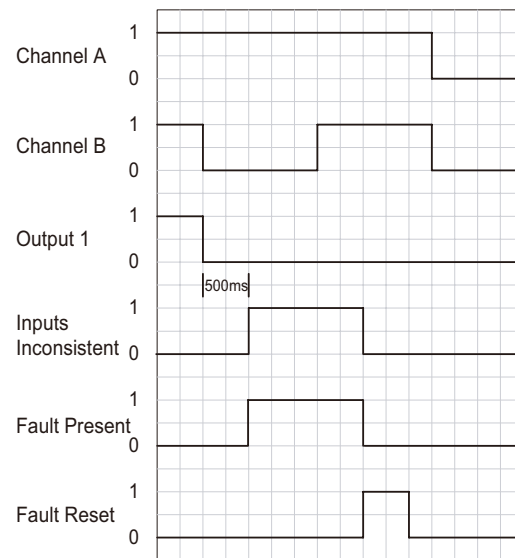 1
Channel A
0
1
Channel B
0
1
Output 1
0
500ms
1
Inputs
Inconsistent 0
1
Fault Present
0
1
Fault Reset
0